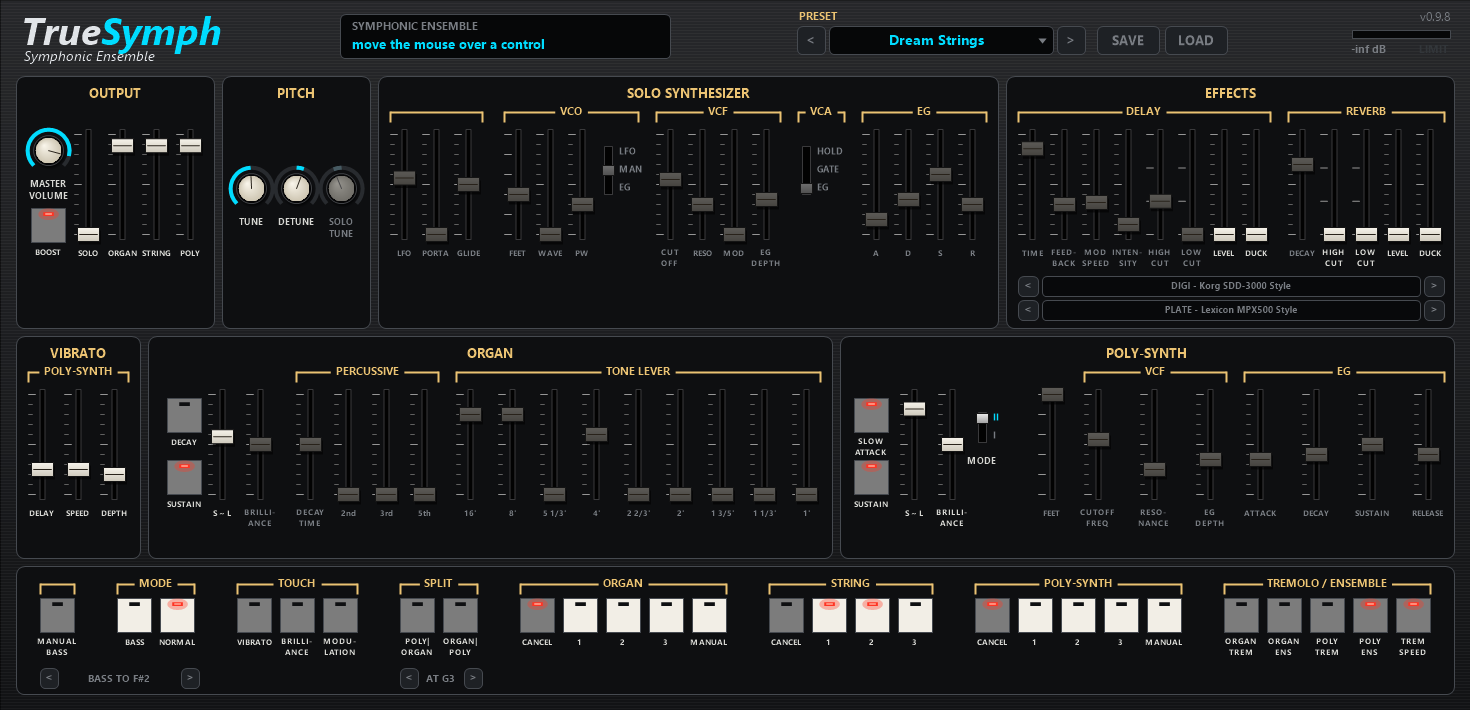 TrueSymph
Symphonic Ensemble
SYMPHONIC ENSEMBLE
move the mouse over a control
PRESET
< Dream Strings > SAVE LOAD
v0.9.8
-inf dB LIMIT
OUTPUT
MASTER
VOLUME
BOOST SOLO ORGAN STRING POLY
PITCH
TUNE DETUNE SOLO
TUNE
SOLO SYNTHESIZER
VCO VCF VCA EG
LFO
MAN
EG
HOLD
GATE
EG
LFO PORTA GLIDE FEET WAVE PW CUT
OFF RESO MOD EG
DEPTH A D S R
EFFECTS
DELAY REVERB
TIME FEED-
BACK MOD
SPEED INTEN-
SITY HIGH
CUT LOW
CUT LEVEL DUCK DECAY HIGH
CUT LOW
CUT LEVEL DUCK
< DIGI - Korg SDD-3000 Style >
< PLATE - Lexicon MPX500 Style >
VIBRATO
POLY-SYNTH
DELAY SPEED DEPTH
ORGAN
PERCUSSIVE TONE LEVER
DECAY
SUSTAIN S ~ L BRILLI-
ANCE DECAY
TIME 2nd 3rd 5th 16' 8' 5 1/3' 4' 2 2/3' 2' 1 3/5' 1 1/3' 1'
POLY-SYNTH
VCF EG
SLOW
ATTACK
SUSTAIN S ~ L BRILLI-
ANCE
II
I
MODE
FEET CUTOFF
FREQ RESO-
NANCE EG
DEPTH ATTACK DECAY SUSTAIN RELEASE
MODE TOUCH SPLIT ORGAN STRING POLY-SYNTH TREMOLO / ENSEMBLE
MANUAL
BASS BASS NORMAL VIBRATO BRILLI-
ANCE MODU-
LATION POLY|
ORGAN ORGAN|
POLY CANCEL 1 2 3 MANUAL CANCEL 1 2 3 CANCEL 1 2 3 MANUAL ORGAN
TREM ORGAN
ENS POLY
TREM POLY
ENS TREM
SPEED
< BASS TO F#2 > < AT G3 >